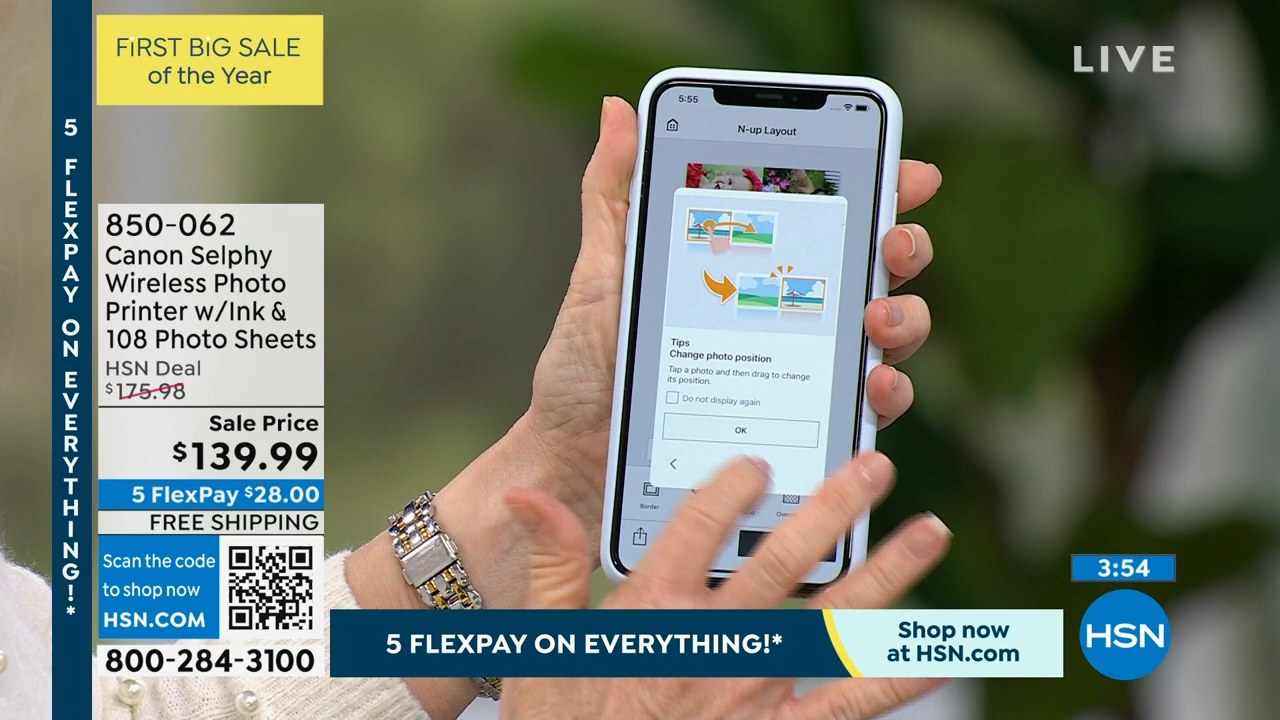 FiRST BiG SALE
of the Year
LIVE
5 FLEXPAY ON EVERYTHING!*
850-062
Canon Selphy
Wireless Photo
Printer w/Ink &
108 Photo Sheets
HSN Deal
$175.98
Sale Price
$139.99
5 FlexPay $28.00
FREE SHIPPING
Scan the code
to shop now
HSN.COM
800-284-3100
5:55
N-up Layout
Tips
Change photo position
Tap a photo and then drag to change
its position.
Do not display again
OK
Border
5 FLEXPAY ON EVERYTHING!*
Shop now
at HSN.com
3:54
HSN